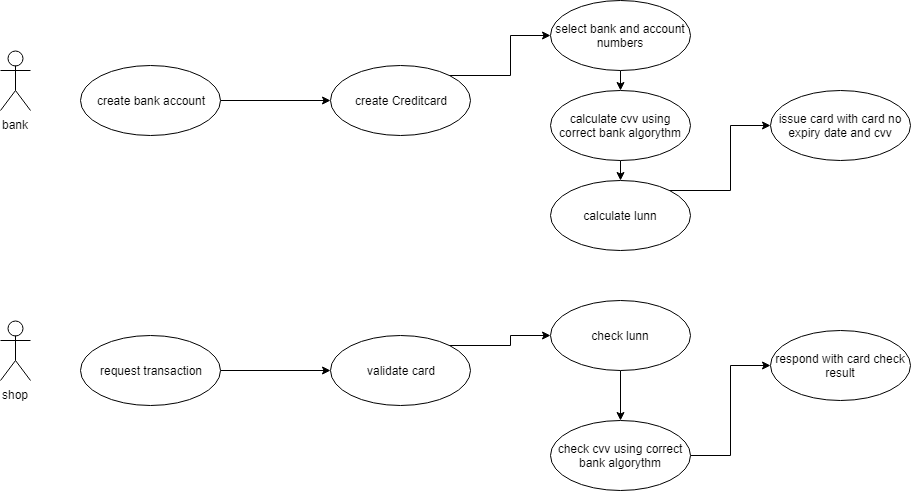 bank
create bank account
create Creditcard
select bank and account
numbers
calculate cvv using
correct bank algorythm
calculate lunn
issue card with card no
expiry date and cvv
shop
request transaction
validate card
check lunn
check cvv using correct
bank algorythm
respond with card check
result